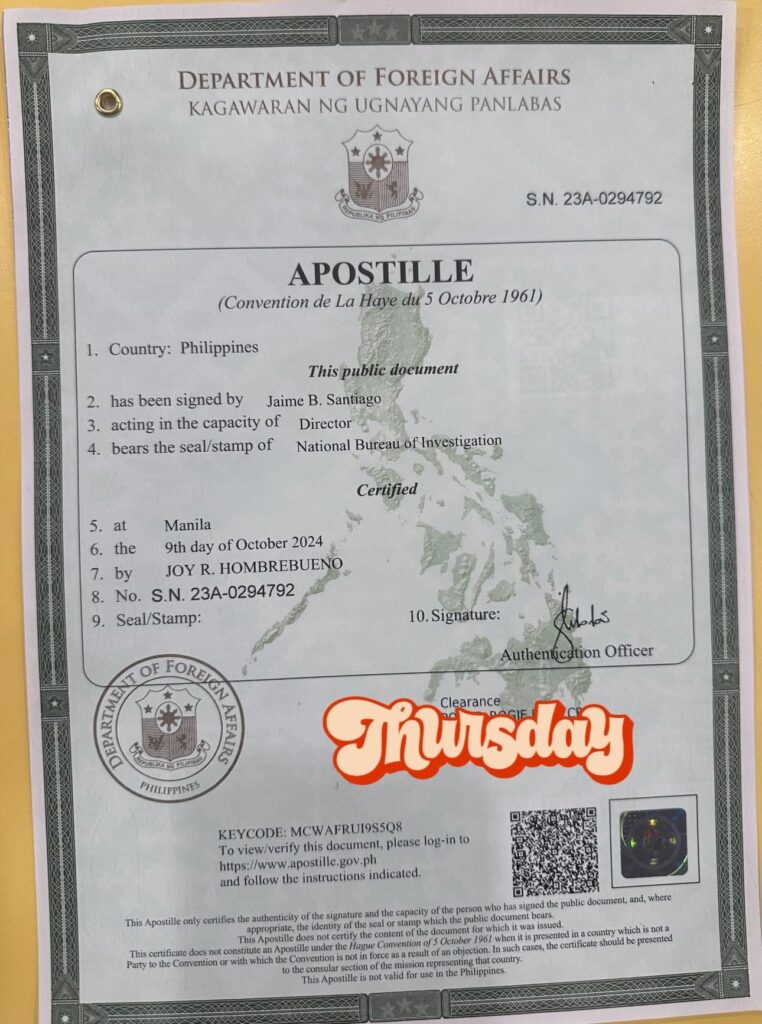 DEPARTMENT OF FOREIGN AFFAIRS
KAGAWARAN NG UGNAYANG PANLABAS
REPUBLIKA NG PILIPINAS
S.N. 23A-0294792
APOSTILLE
(Convention de La Haye du 5 Octobre 1961)
1. Country: Philippines
This public document
2. has been signed by Jaime B. Santiago
3. acting in the capacity of Director
4. bears the seal/stamp of National Bureau of Investigation
Certified
5. at Manila
6. the 9th day of October 2024
7. by JOY R. HOMBREBUENO
8. No. S.N. 23A-0294792
9. Seal/Stamp: 10. Signature:
Authentication Officer
DEPARTMENT OF FOREIGN AFFAIRS
REPUBLIKA NG PILIPINAS
PHILIPPINES
Clearance
Thursday
KEYCODE: MCWAFRUI9S5Q8
To view/verify this document, please log-in to
https://www.apostille.gov.ph
and follow the instructions indicated.
This Apostille only certifies the authenticity of the signature and the capacity of the person who has signed the public document, and, where
appropriate, the identity of the seal or stamp which the public document bears.
This Apostille does not certify the content of the document for which it was issued.
This certificate does not constitute an Apostille under the Hague Convention of 5 October 1961 when it is presented in a country which is not a
Party to the Convention or with which the Convention is not in force as a result of an objection. In such cases, the certificate should be presented
to the consular section of the mission representing that country.
This Apostille is not valid for use in the Philippines.